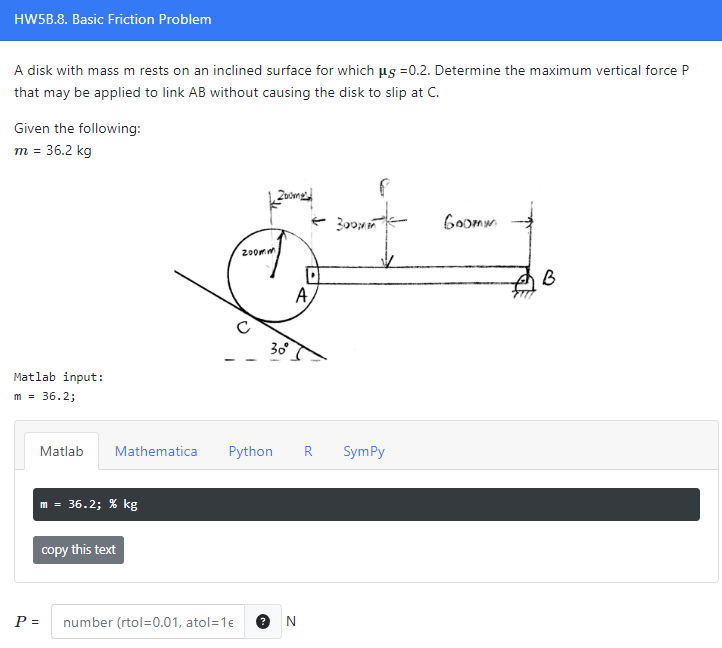 HW5B.8. Basic Friction Problem
A disk with mass m rests on an inclined surface for which μs =0.2. Determine the maximum vertical force P
that may be applied to link AB without causing the disk to slip at C.
Given the following:
m = 36.2 kg
200mm
P
300mm
600mm
200mm
B
A
C
30°
Matlab input:
m = 36.2;
Matlab Mathematica Python R SymPy
m = 36.2; % kg
copy this text
P = number (rtol=0.01, atol=1e ? N